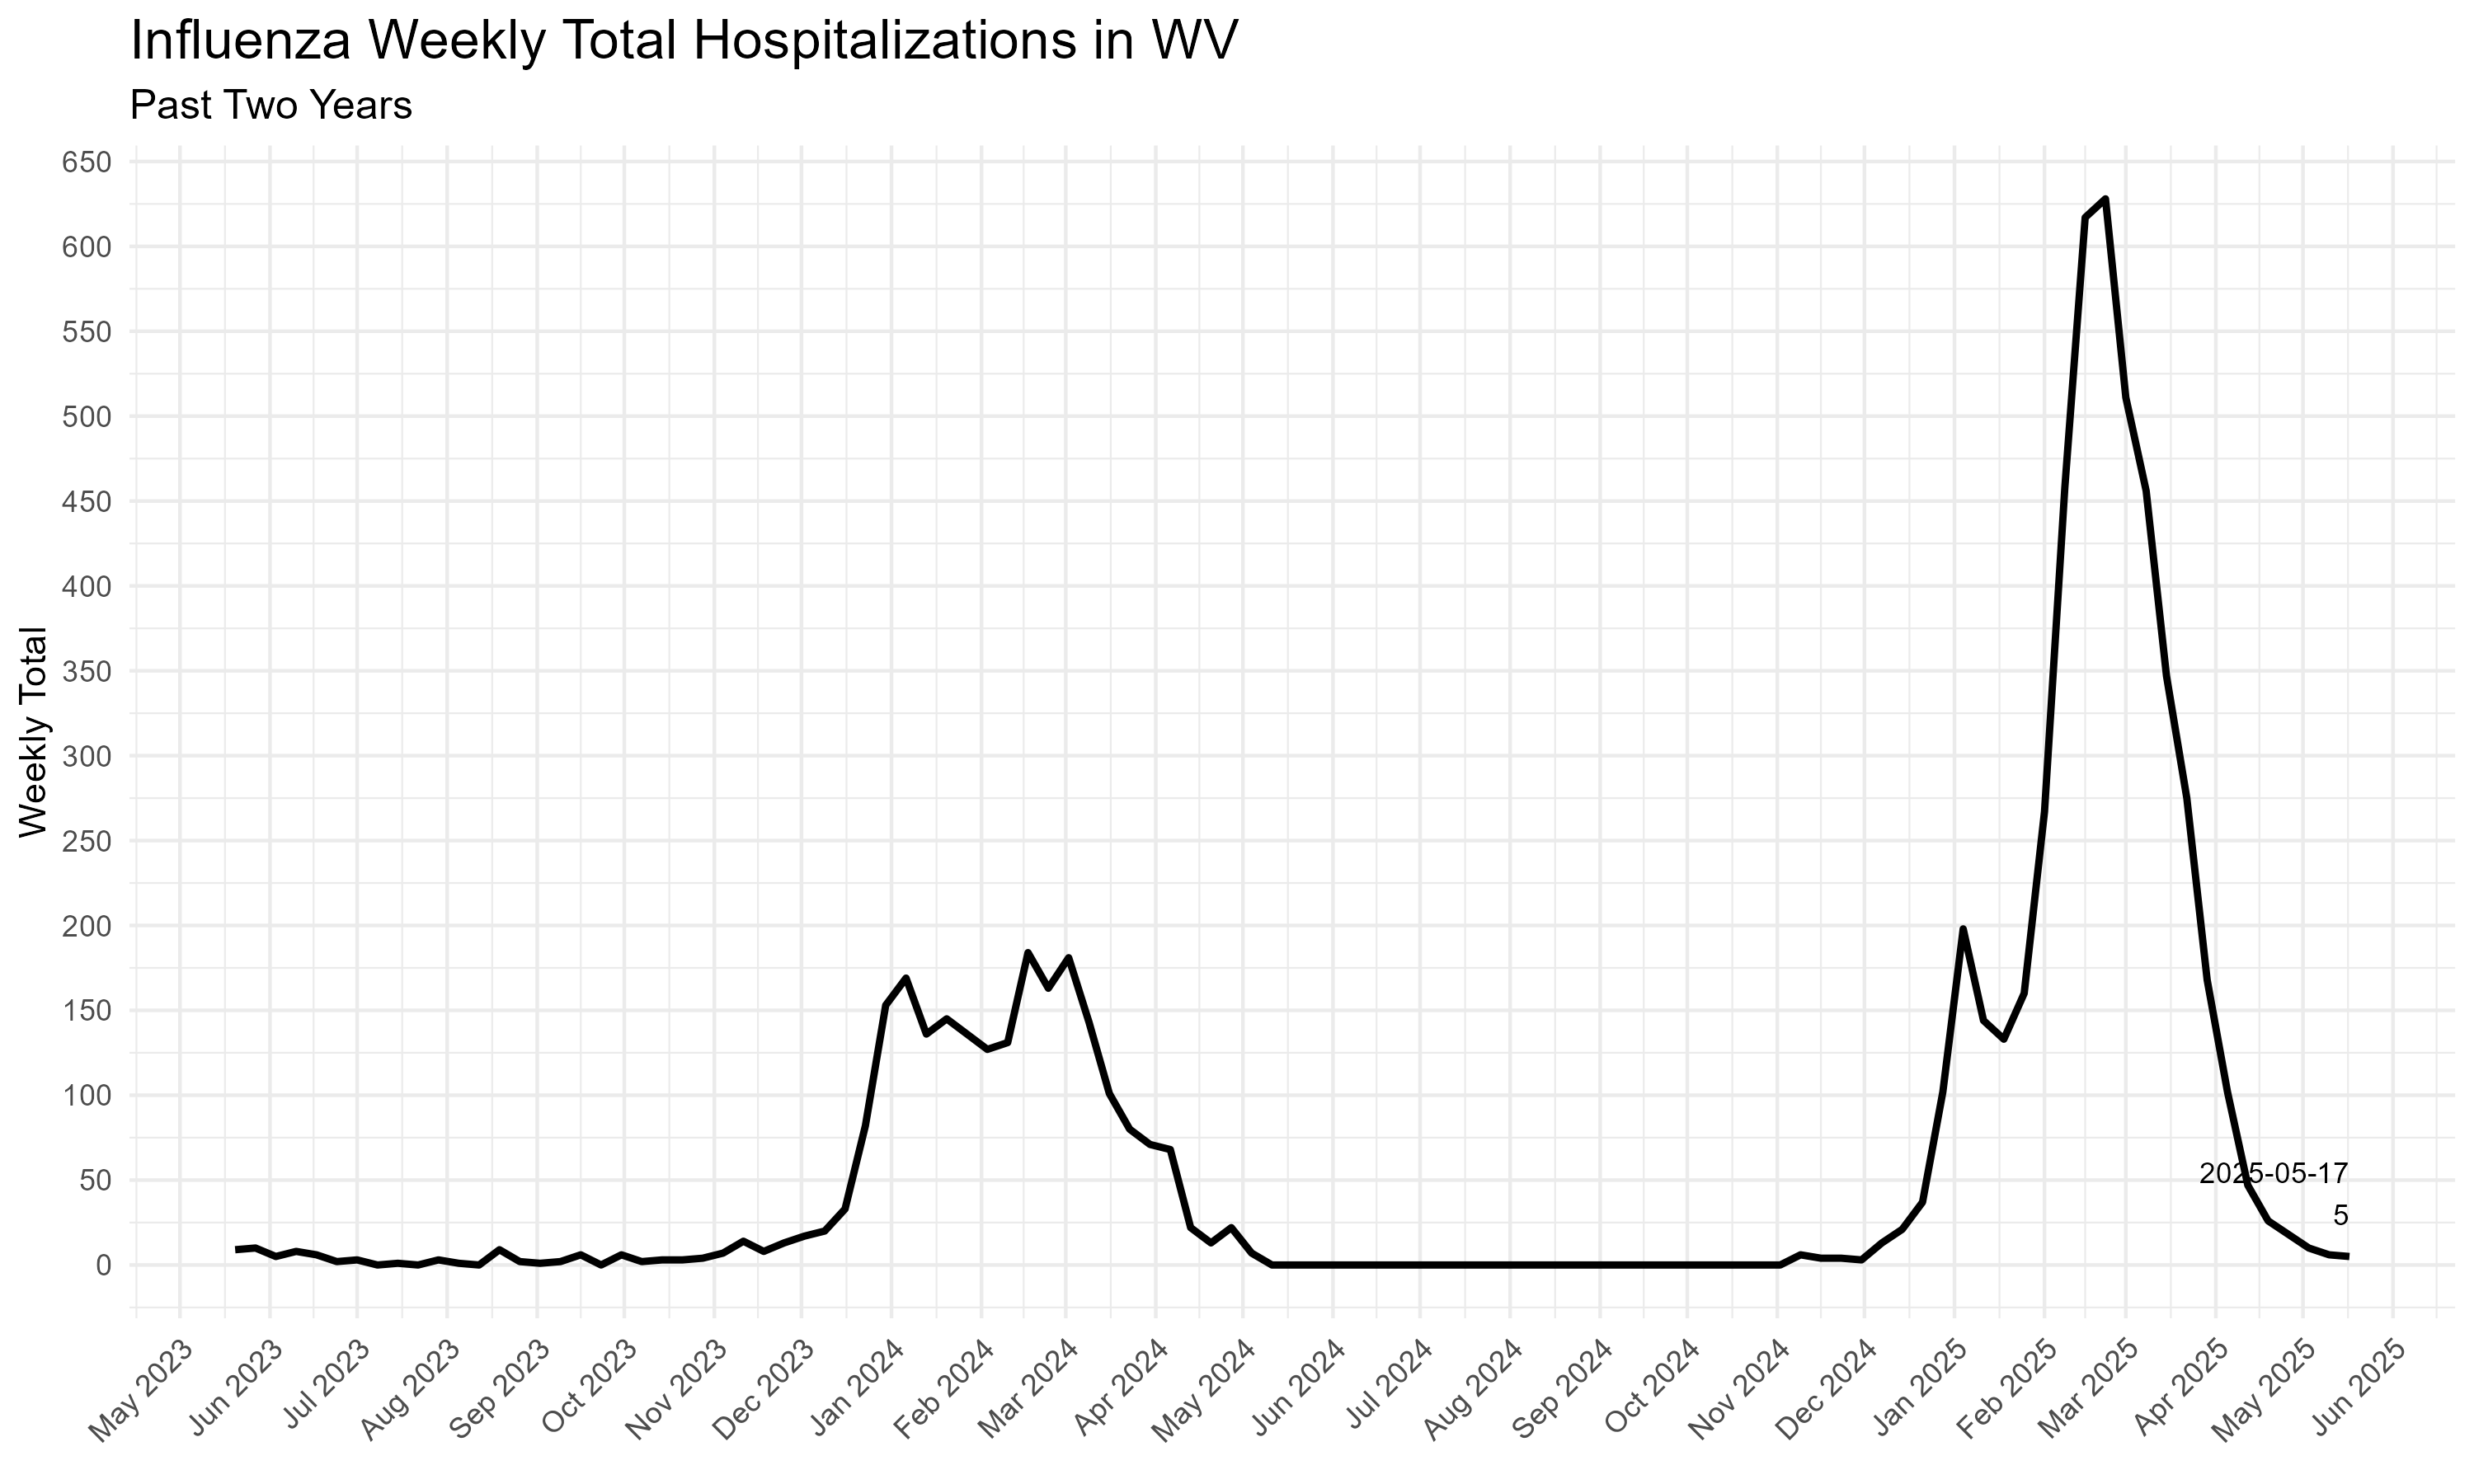 Influenza Weekly Total Hospitalizations in WV
Past Two Years
Weekly Total
650
600
550
500
450
400
350
300
250
200
150
100
50
0
2025-05-17
5
May 2023
Jun 2023
Jul 2023
Aug 2023
Sep 2023
Oct 2023
Nov 2023
Dec 2023
Jan 2024
Feb 2024
Mar 2024
Apr 2024
May 2024
Jun 2024
Jul 2024
Aug 2024
Sep 2024
Oct 2024
Nov 2024
Dec 2024
Jan 2025
Feb 2025
Mar 2025
Apr 2025
May 2025
Jun 2025